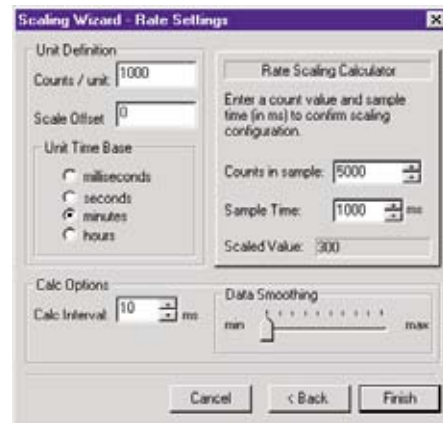 Scaling Wizard - Rate Settings
Unit Definition
Counts / unit: 1000
Scale Offset 0
Unit Time Base
milliseconds
seconds
minutes
hours
Rate Scaling Calculator
Enter a count value and sample
time (in ms) to confirm scaling
configuration.
Counts in sample: 5000
Sample Time: 1000 ms
Scaled Value: 300
Calc Options
Calc Interval: 10 ms
Data Smoothing
min max
Cancel < Back Finish